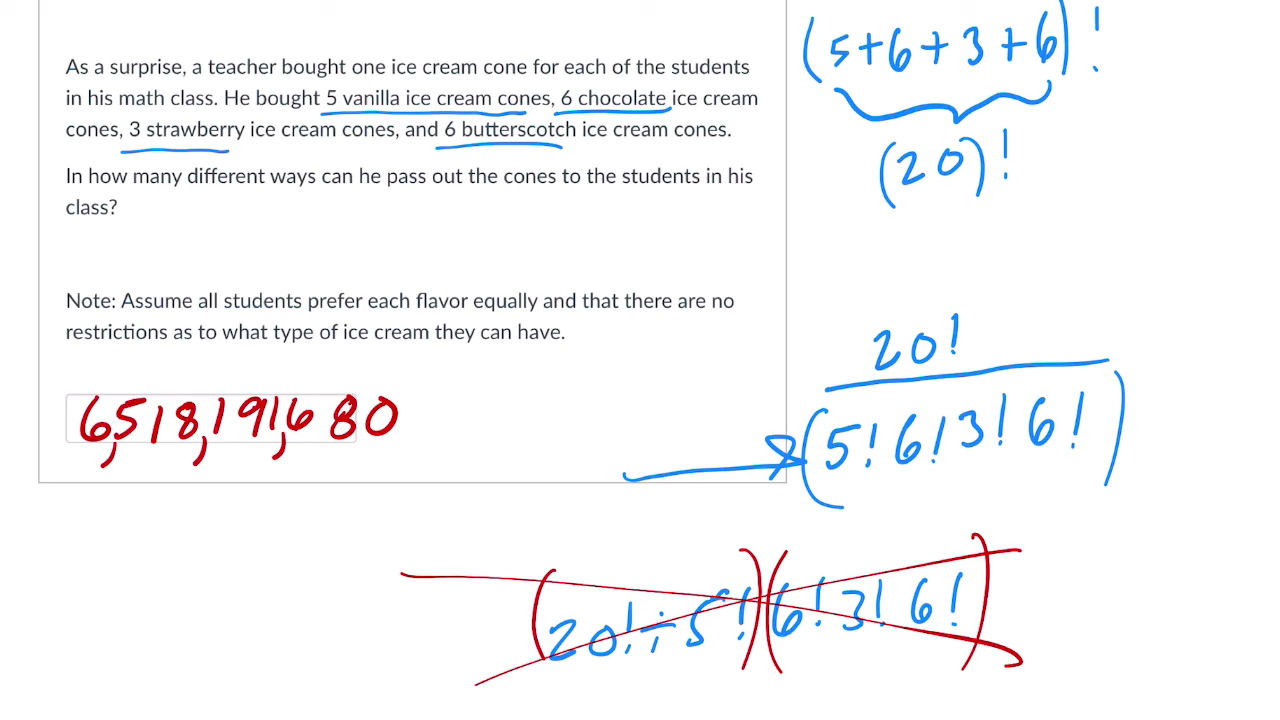 As a surprise, a teacher bought one ice cream cone for each of the students
in his math class. He bought 5 vanilla ice cream cones, 6 chocolate ice cream
cones, 3 strawberry ice cream cones, and 6 butterscotch ice cream cones.
In how many different ways can he pass out the cones to the students in his
class?
Note: Assume all students prefer each flavor equally and that there are no
restrictions as to what type of ice cream they can have.
6,518,191,680
(5+6+3+6)!
(20)!
20!
(5!6!3!6!)
(20!÷5!)(6!3!6!)